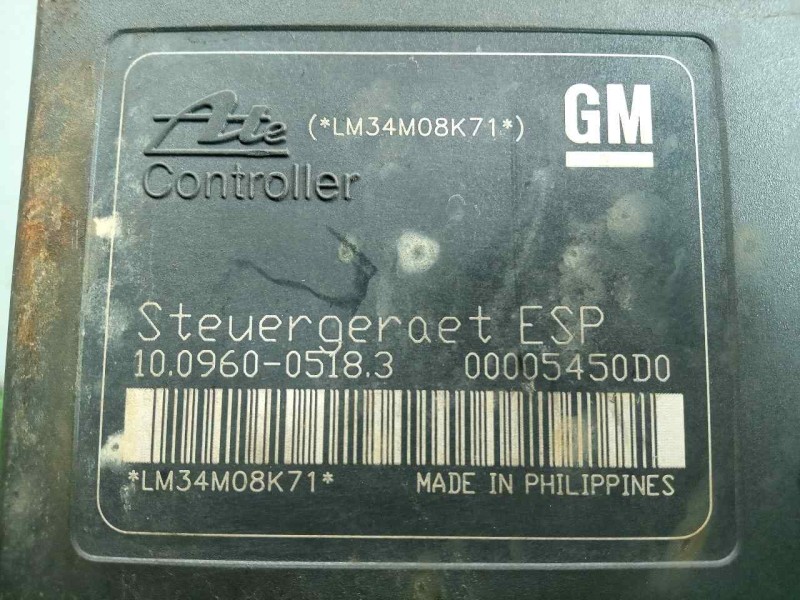 Ate (*LM34M08K71*) GM
Controller
Steuergeraet ESP
10.0960-0518.3 00005450D0
*LM34M08K71* MADE IN PHILIPPINES